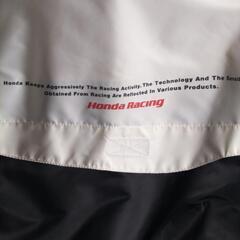 Honda Keeps Aggressively The Racing Activity. The Technology And The
Obtained From Racing Are Reflected In Various Products.
Honda Racing